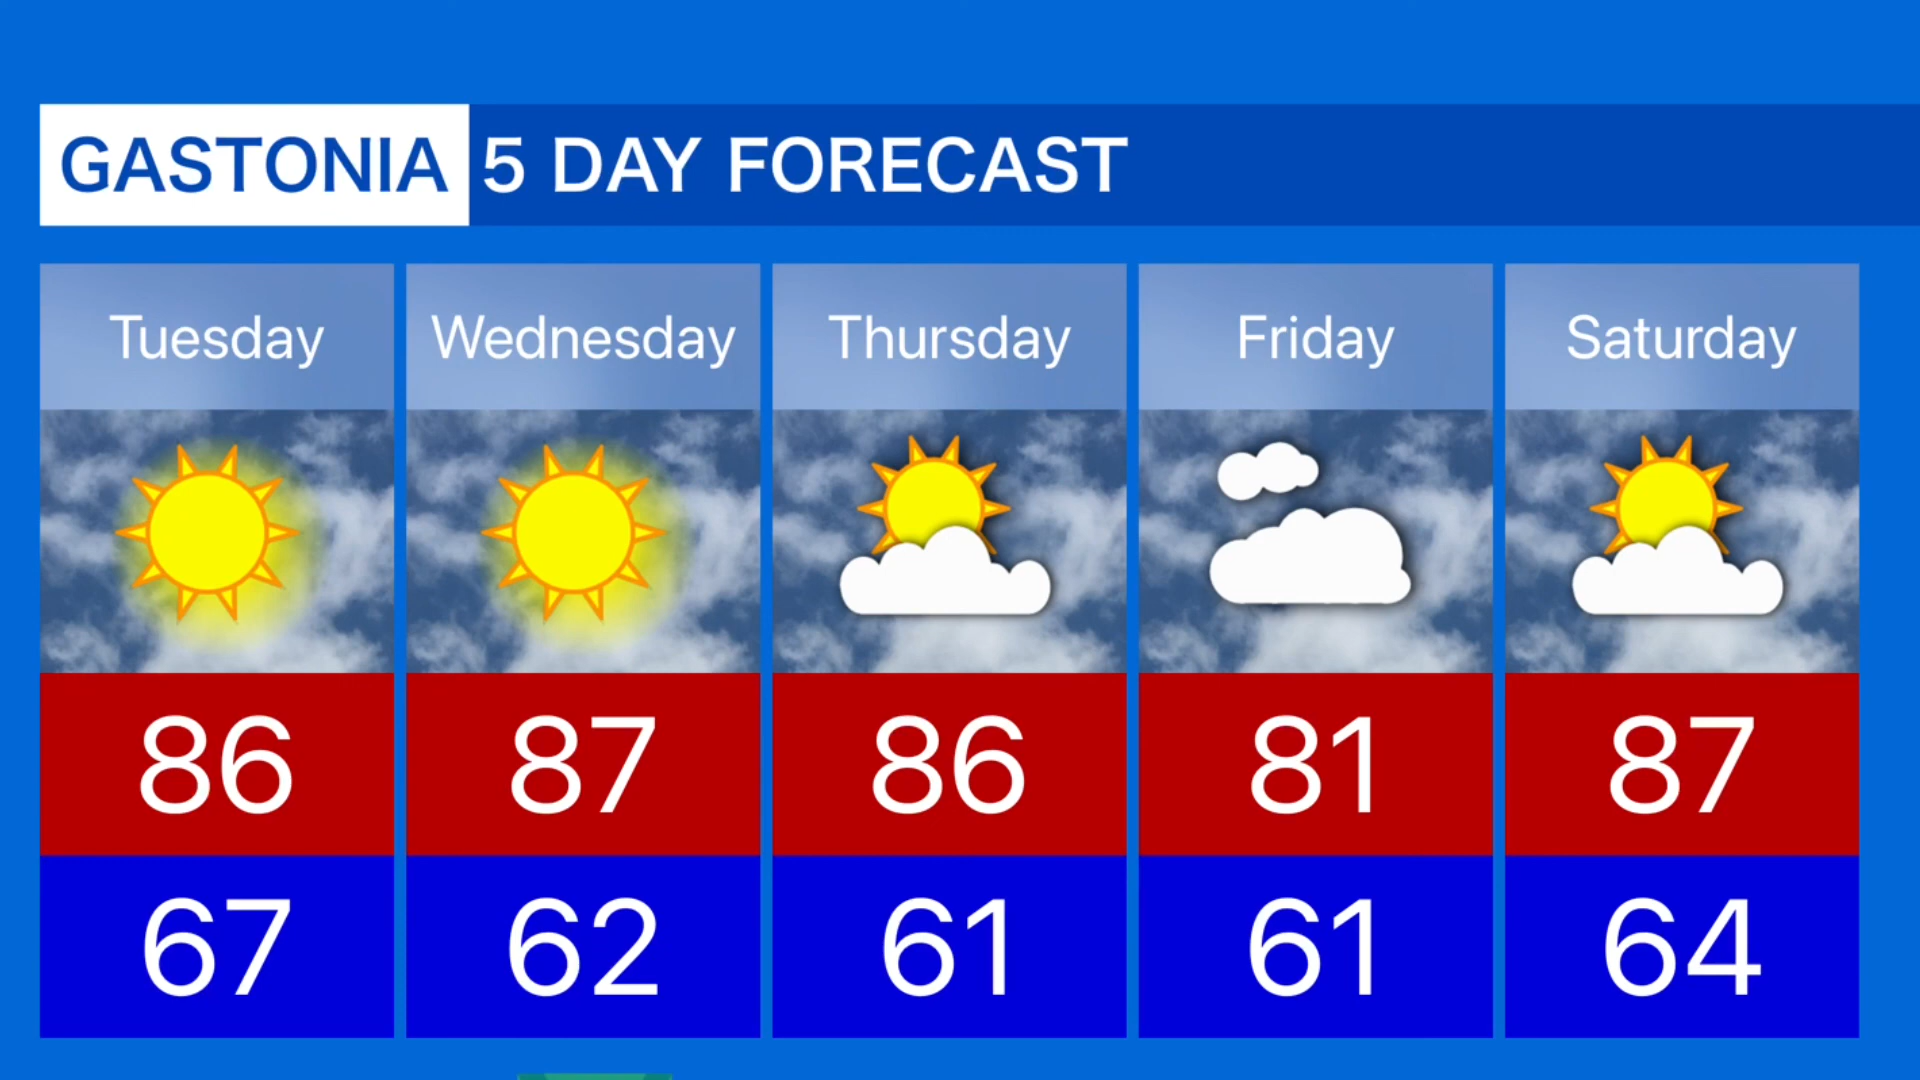 GASTONIA 5 DAY FORECAST
Tuesday Wednesday Thursday Friday Saturday
86 87 86 81 87
67 62 61 61 64